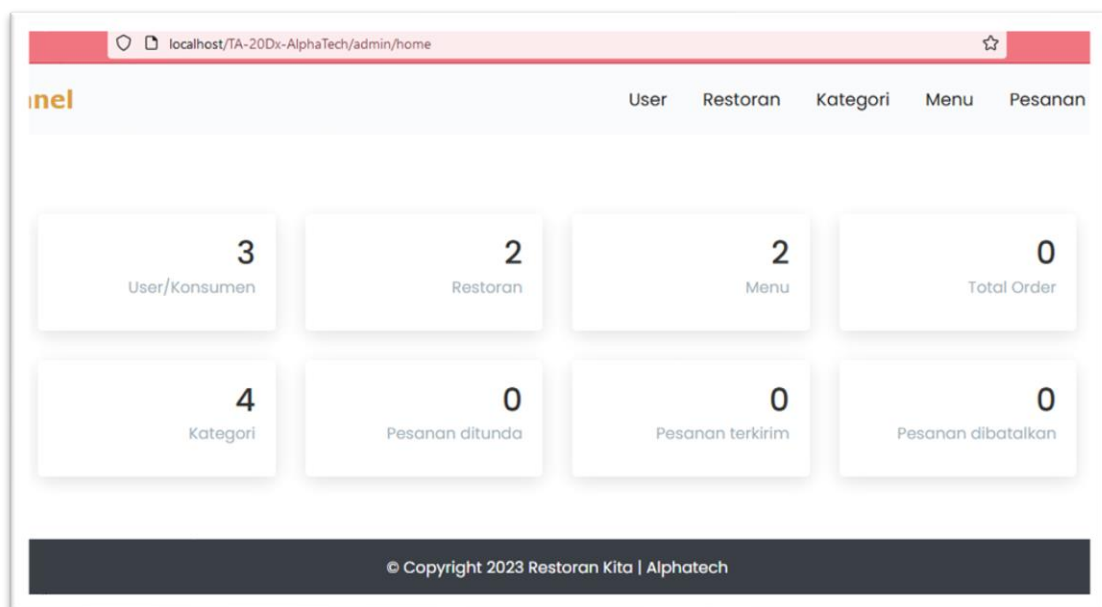 localhost/TA-20Dx-AlphaTech/admin/home
nel User Restoran Kategori Menu Pesanan
3 2 2 0
User/Konsumen Restoran Menu Total Order
4 0 0 0
Kategori Pesanan ditunda Pesanan terkirim Pesanan dibatalkan
© Copyright 2023 Restoran Kita | Alphatech